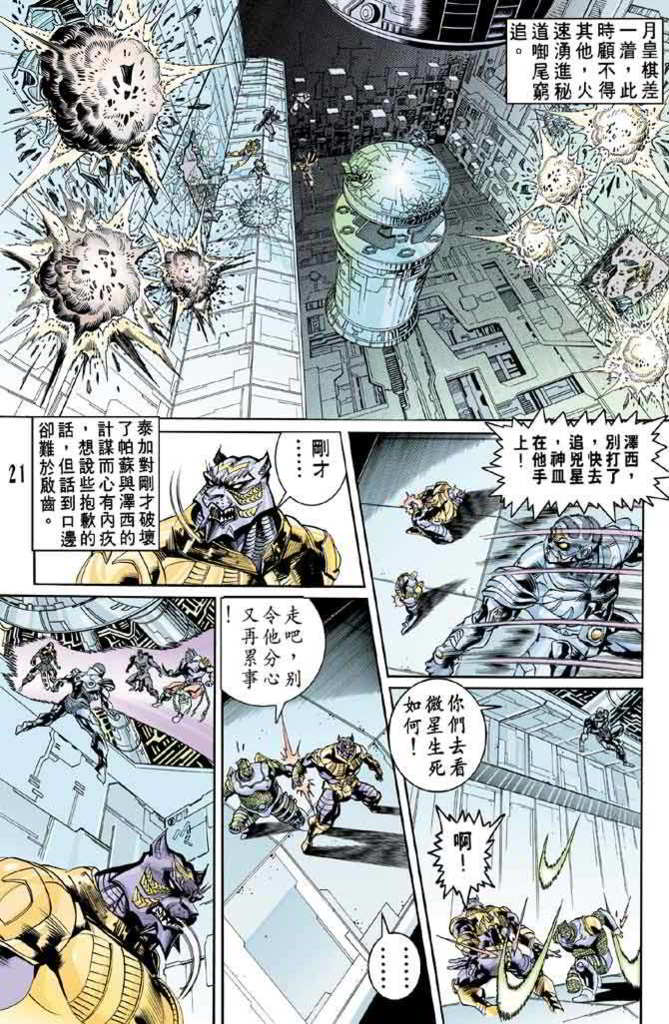 月皇棋差
一着，此
時顧不得
其他，火
速湧進秘
道啣尾窮
追。
澤西，
別打了
，快去
追兇星
，神血
在他手
上！
剛才
……
泰加對剛才破壞
了帕蘇與澤西的
計謀而心有內疚
，想說些抱歉的
話，但話到口邊
卻難於啟齒。
21
你們去看
微星生死
如何！
啊！
走吧，別
令他分心
又再累事
！
……